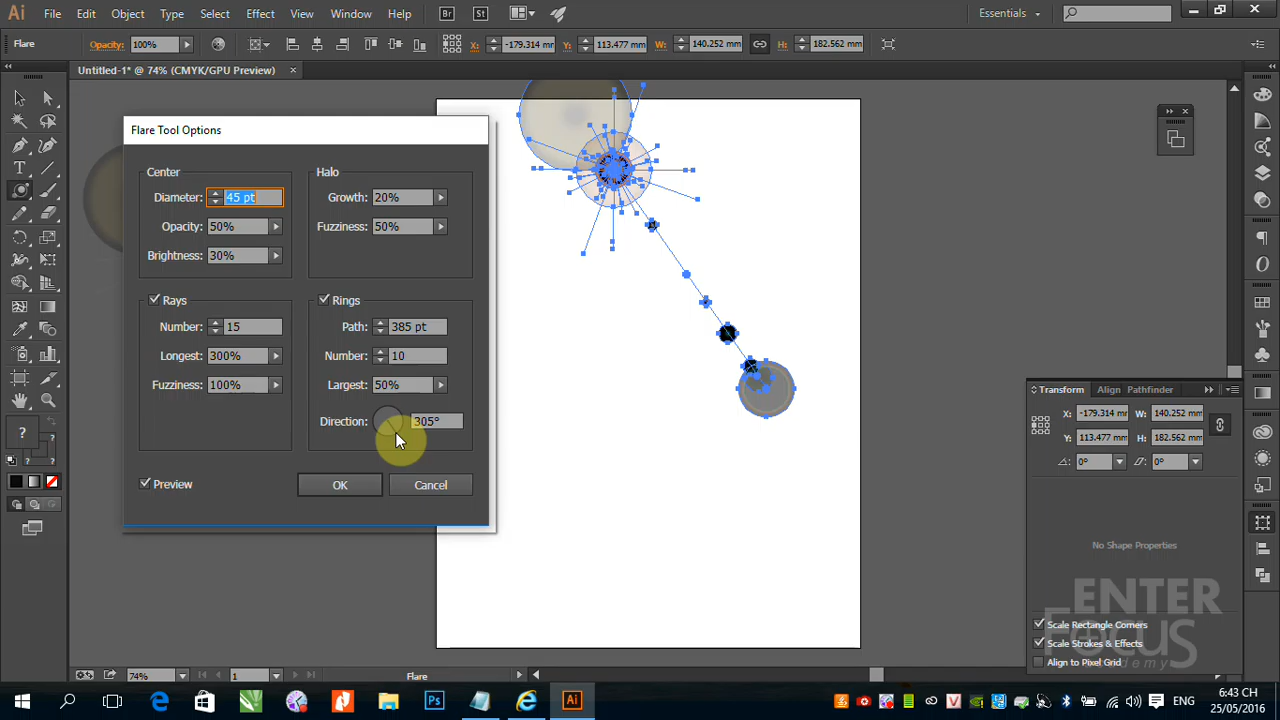 Ai File Edit Object Type Select Effect View Window Help Br St Essentials
Flare Opacity: 100% X: -179.314 mm Y: 113.477 mm W: 140.252 mm H: 182.562 mm
Untitled-1* @ 74% (CMYK/GPU Preview)
Flare Tool Options
Center
Diameter: 45 pt
Opacity: 50%
Brightness: 30%
Halo
Growth: 20%
Fuzziness: 50%
Rays
Number: 15
Longest: 300%
Fuzziness: 100%
Rings
Path: 385 pt
Number: 10
Largest: 50%
Direction: 305°
Preview OK Cancel
Transform Align Pathfinder
X: -179.314 mm W: 140.252 mm
Y: 113.477 mm H: 182.562 mm
0° 0°
No Shape Properties
ENTER
FOCUS
Scale Rectangle Corners
Scale Strokes & Effects
Align to Pixel Grid
74% 1 Flare
Ps Ai ENG
6:43 CH
25/05/2016